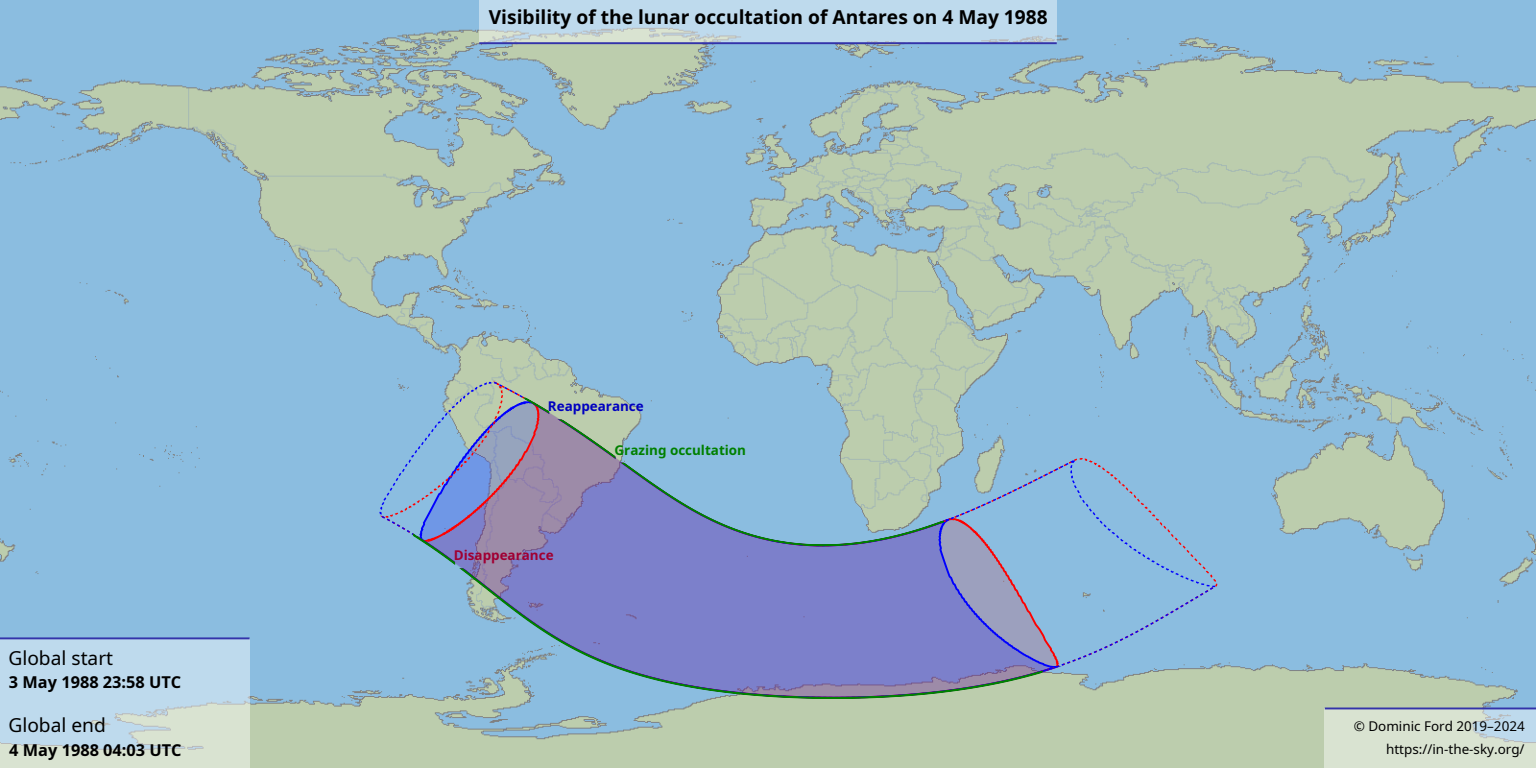 Visibility of the lunar occultation of Antares on 4 May 1988
Reappearance
Grazing occultation
Disappearance
Global start
3 May 1988 23:58 UTC
Global end
4 May 1988 04:03 UTC
© Dominic Ford 2019–2024
https://in-the-sky.org/